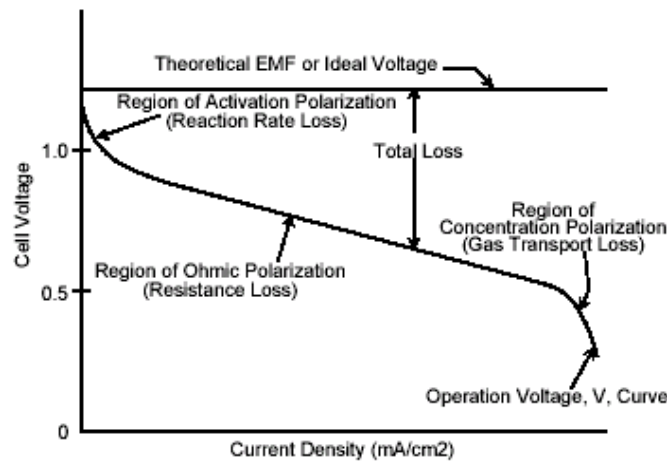 Theoretical EMF or Ideal Voltage
Region of Activation Polarization
(Reaction Rate Loss)
1.0
Total Loss
Cell Voltage
Region of
Concentration Polarization
(Gas Transport Loss)
Region of Ohmic Polarization
(Resistance Loss)
0.5
Operation Voltage, V, Curve
0
Current Density (mA/cm2)